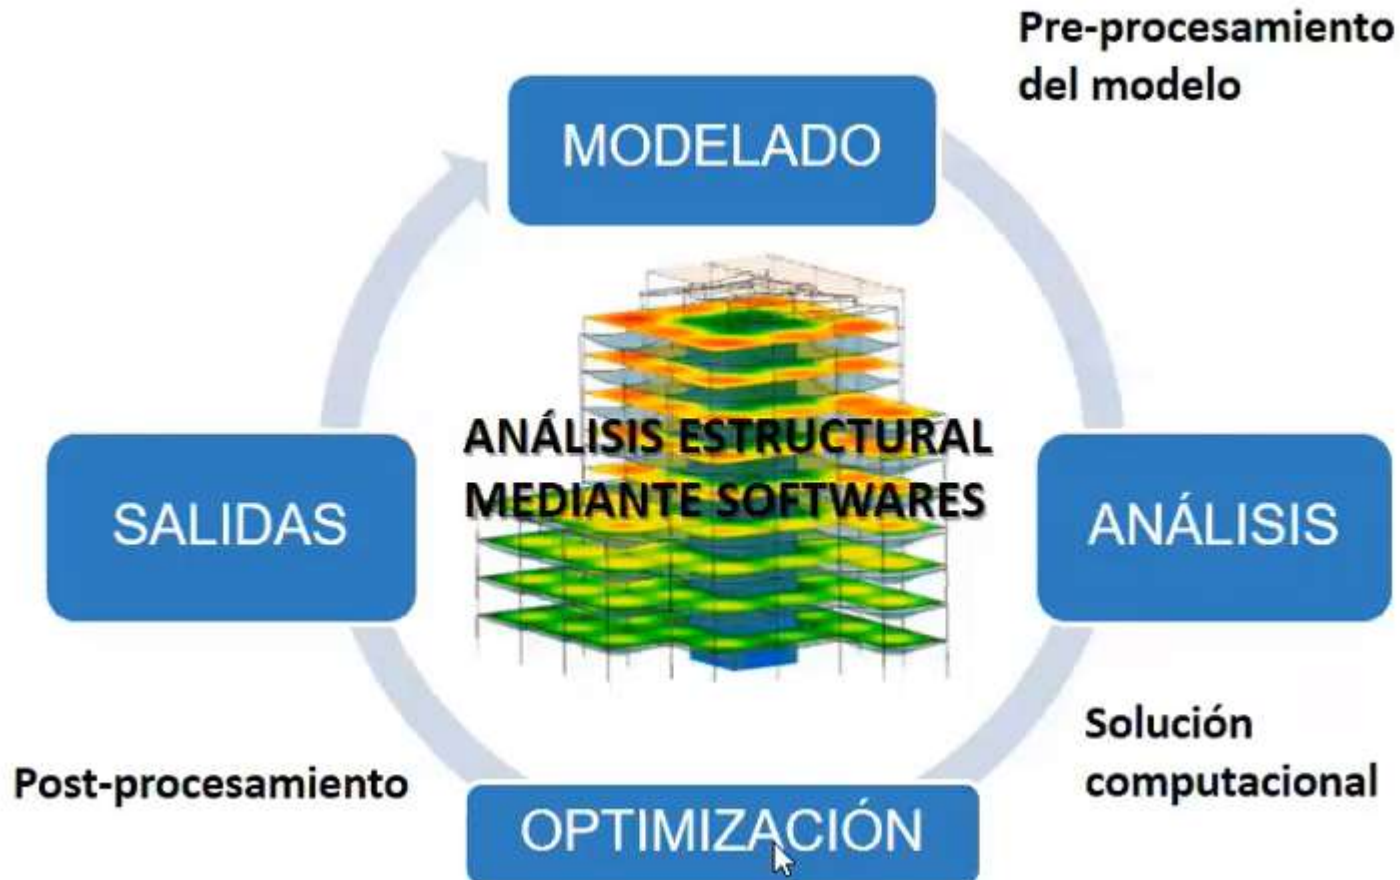 Pre-procesamiento
del modelo
MODELADO
ANÁLISIS ESTRUCTURAL
MEDIANTE SOFTWARES
SALIDAS
ANÁLISIS
Solución
computacional
Post-procesamiento
OPTIMIZACIÓN